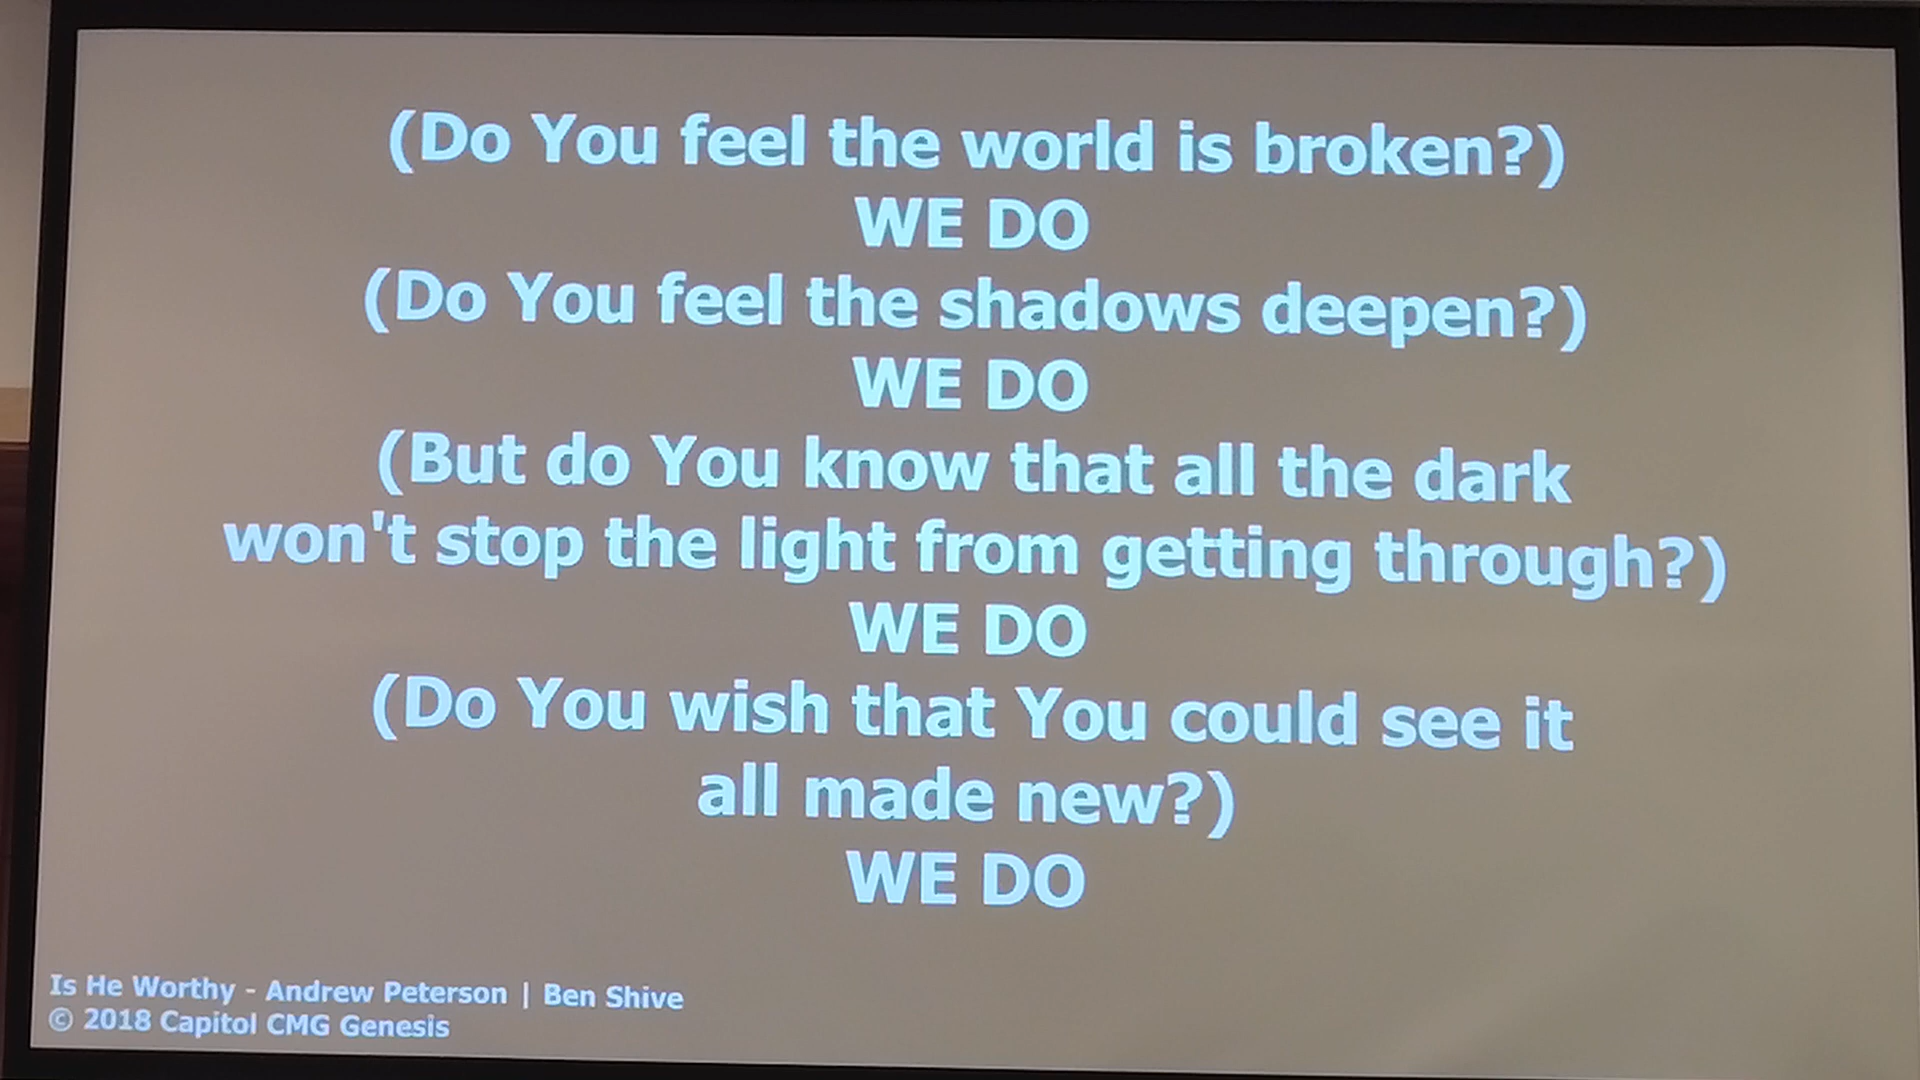 (Do You feel the world is broken?)
WE DO
(Do You feel the shadows deepen?)
WE DO
(But do You know that all the dark
won't stop the light from getting through?)
WE DO
(Do You wish that You could see it
all made new?)
WE DO
Is He Worthy - Andrew Peterson | Ben Shive
© 2018 Capitol CMG Genesis